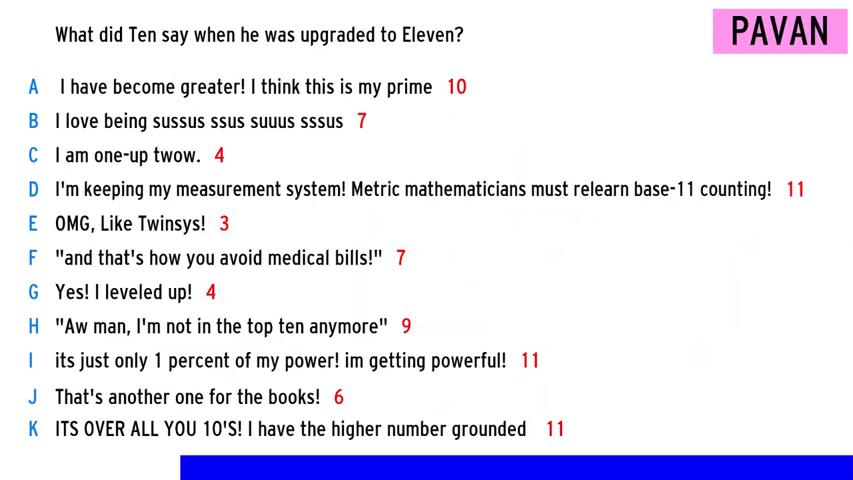 What did Ten say when he was upgraded to Eleven?
PAVAN
A I have become greater! I think this is my prime 10
B I love being sussus ssus suuus sssus 7
C I am one-up twow. 4
D I'm keeping my measurement system! Metric mathematicians must relearn base-11 counting! 11
E OMG, Like Twinsys! 3
F "and that's how you avoid medical bills!" 7
G Yes! I leveled up! 4
H "Aw man, I'm not in the top ten anymore" 9
I its just only 1 percent of my power! im getting powerful! 11
J That's another one for the books! 6
K ITS OVER ALL YOU 10'S! I have the higher number grounded 11